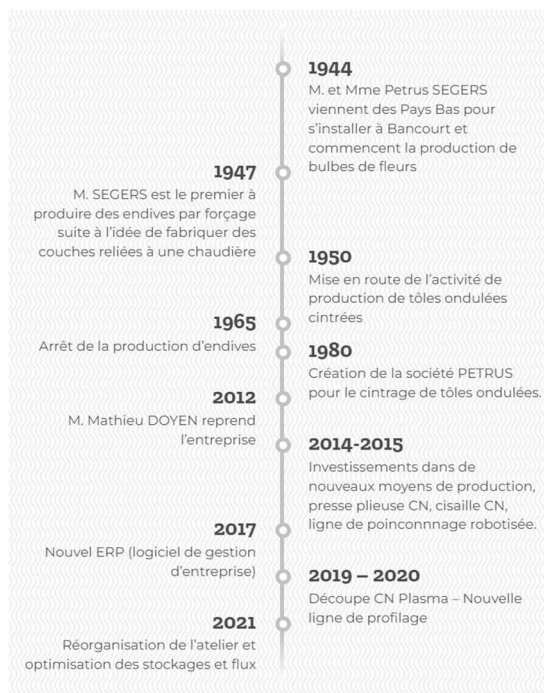 1944
M. et Mme Petrus SEGERS
viennent des Pays Bas pour
s'installer à Bancourt et
commencent la production de
bulbes de fleurs
1947
M. SEGERS est le premier à
produire des endives par forçage
suite à l'idée de fabriquer des
couches reliées à une chaudière
1950
Mise en route de l'activité de
production de tôles ondulées
cintrées
1965
Arrêt de la production d'endives
1980
Création de la société PETRUS
pour le cintrage de tôles ondulées.
2012
M. Mathieu DOYEN reprend
l'entreprise
2014-2015
Investissements dans de
nouveaux moyens de production,
presse plieuse CN, cisaille CN,
ligne de poinconnnage robotisée.
2017
Nouvel ERP (logiciel de gestion
d'entreprise)
2019 – 2020
Découpe CN Plasma – Nouvelle
ligne de profilage
2021
Réorganisation de l'atelier et
optimisation des stockages et flux